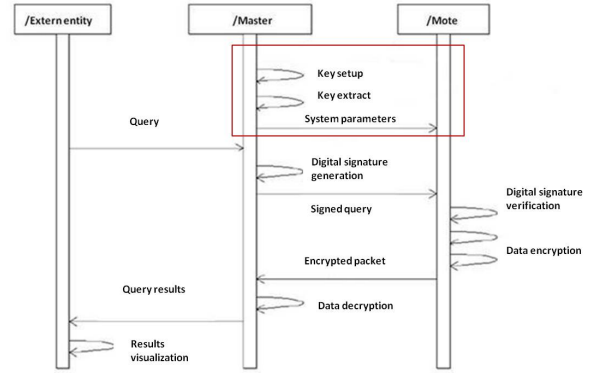 /Extern entity
/Master
/Mote
Key setup
Key extract
System parameters
Query
Digital signature
generation
Digital signature
verification
Signed query
Data encryption
Encrypted packet
Query results
Data decryption
Results
visualization